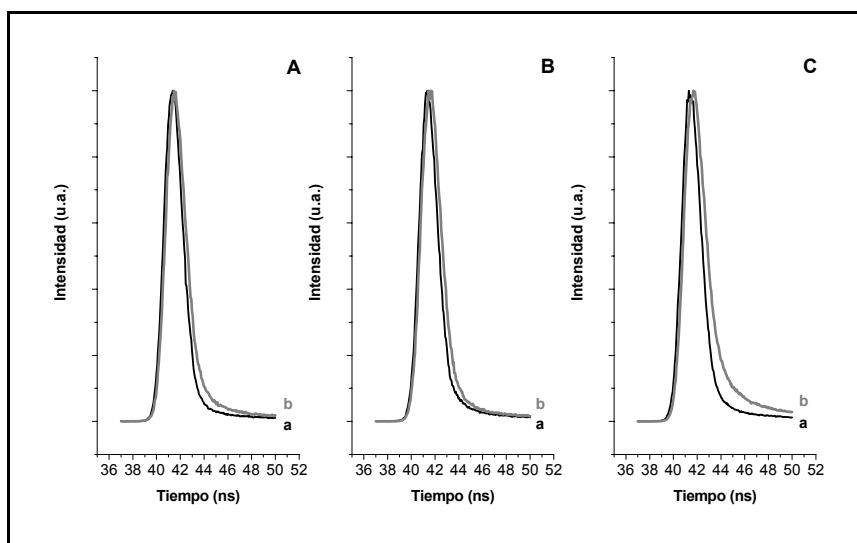 A
Intensidad (u.a.)
b
a
36 38 40 42 44 46 48 50 52
Tiempo (ns)
B
Intensidad (u.a.)
b
a
36 38 40 42 44 46 48 50 52
Tiempo (ns)
C
Intensidad (u.a.)
b
a
36 38 40 42 44 46 48 50 52
Tiempo (ns)